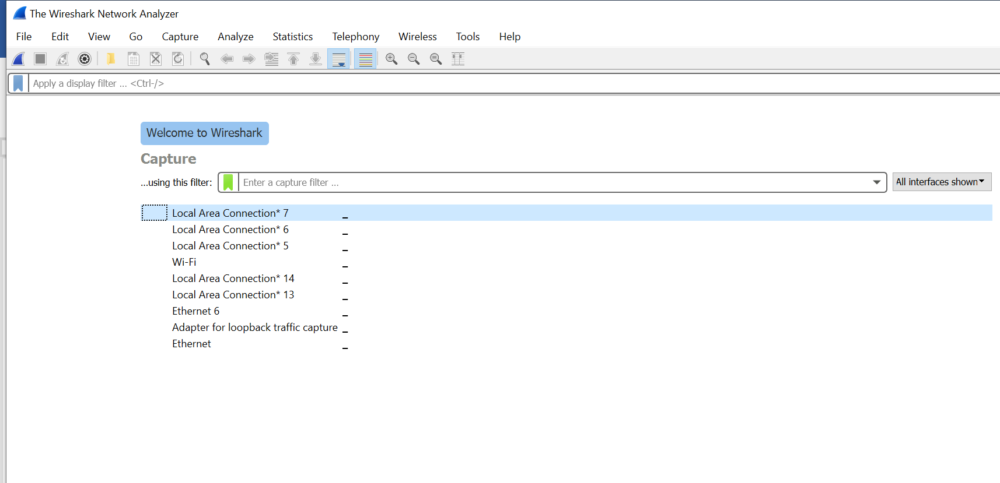 The Wireshark Network Analyzer
File Edit View Go Capture Analyze Statistics Telephony Wireless Tools Help
Apply a display filter ... <Ctrl-/>
Welcome to Wireshark
Capture
...using this filter: Enter a capture filter ... All interfaces shown
Local Area Connection* 7
Local Area Connection* 6
Local Area Connection* 5
Wi-Fi
Local Area Connection* 14
Local Area Connection* 13
Ethernet 6
Adapter for loopback traffic capture
Ethernet